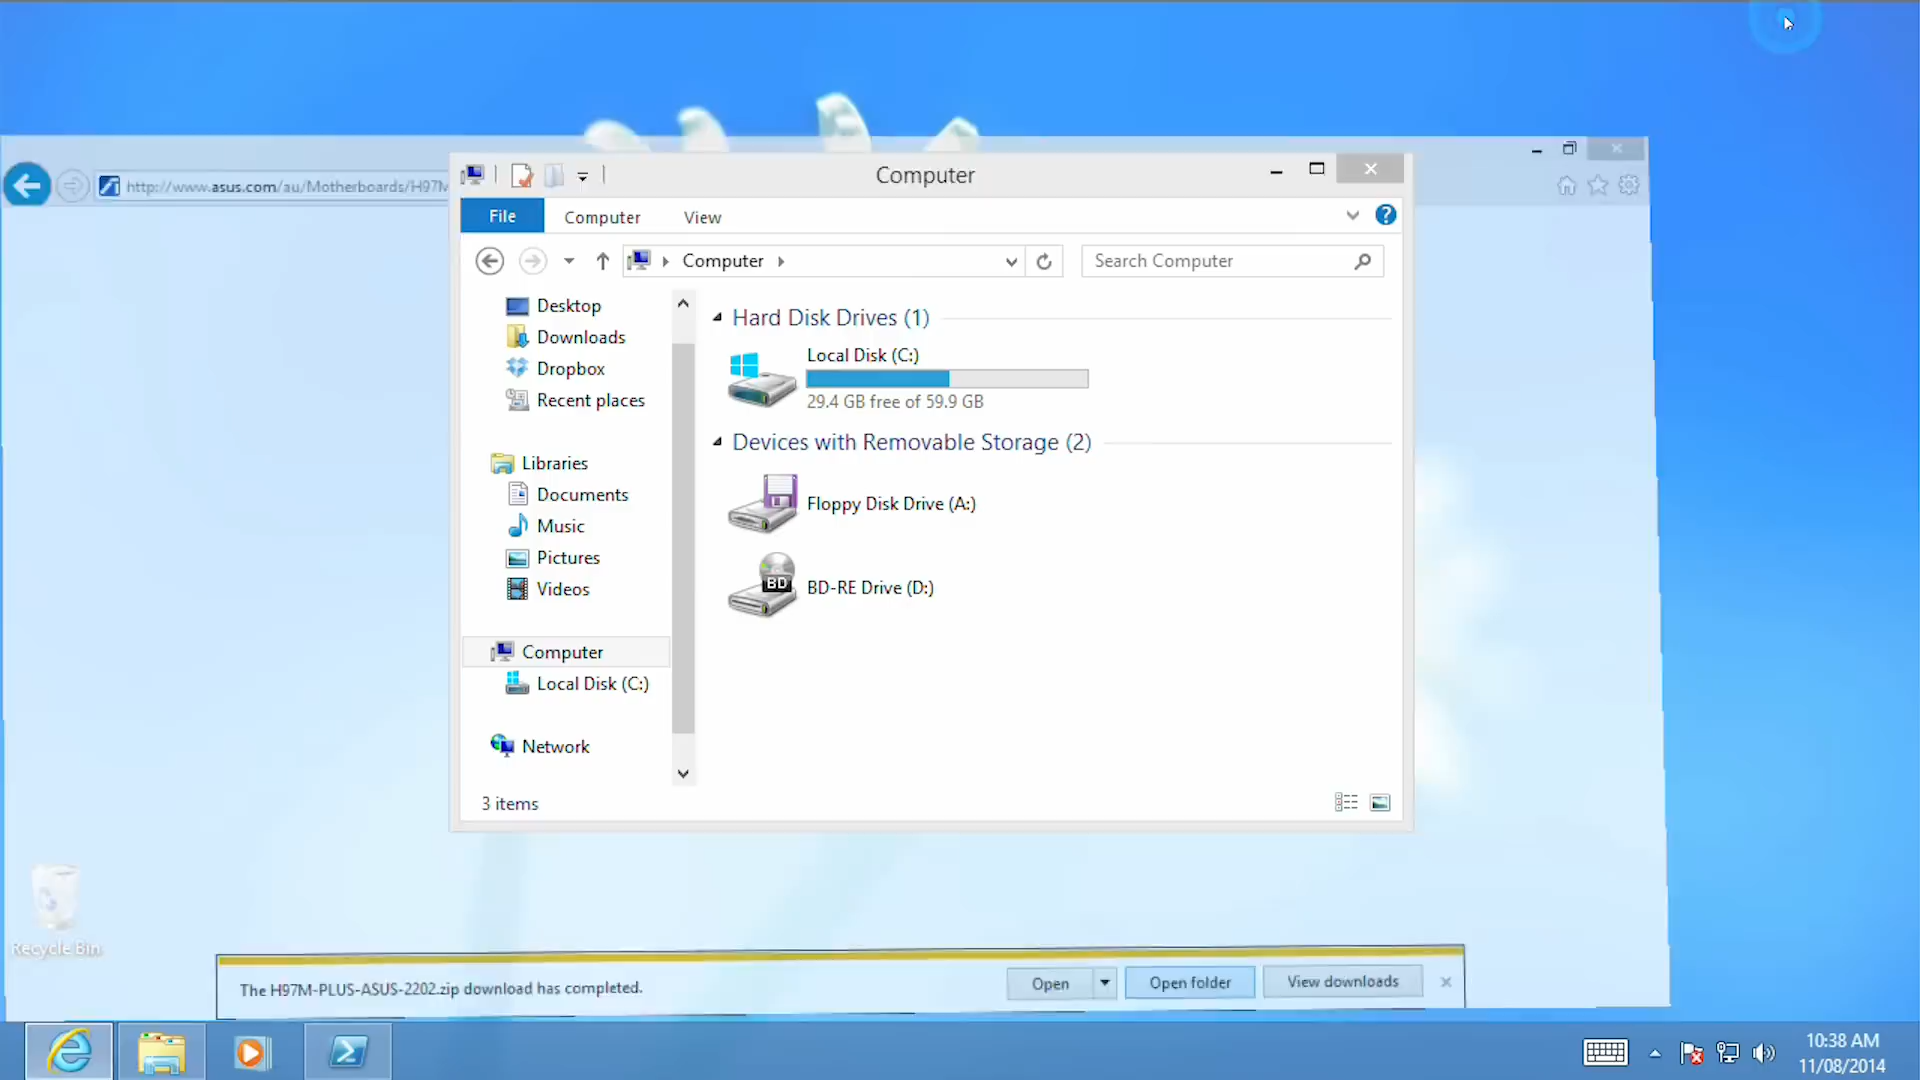 http://www.asus.com/au/Motherboards/H97M
Computer
File
Computer
View
Computer
Search Computer
Desktop
Downloads
Dropbox
Recent places
Libraries
Documents
Music
Pictures
Videos
Computer
Local Disk (C:)
Network
Hard Disk Drives (1)
Local Disk (C:)
29.4 GB free of 59.9 GB
Devices with Removable Storage (2)
Floppy Disk Drive (A:)
BD
BD-RE Drive (D:)
3 items
Recycle Bin
The H97M-PLUS-ASUS-2202.zip download has completed.
Open
Open folder
View downloads
10:38 AM
11/08/2014